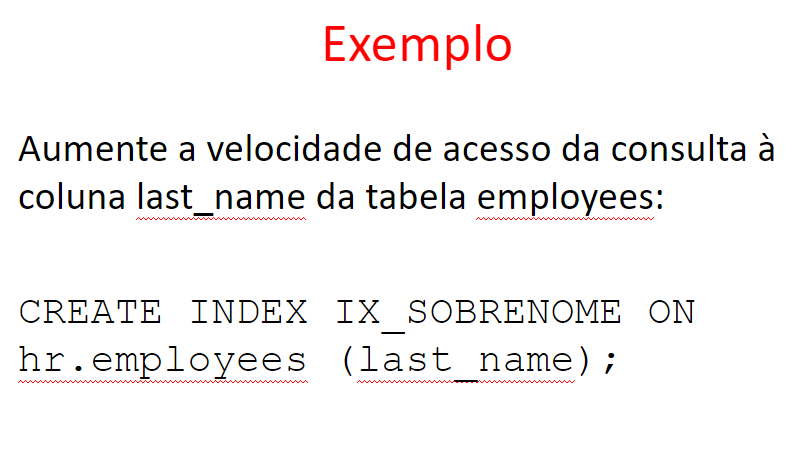 Exemplo
Aumente a velocidade de acesso da consulta à
coluna last_name da tabela employees:
CREATE INDEX IX_SOBRENOME ON
hr.employees (last_name);